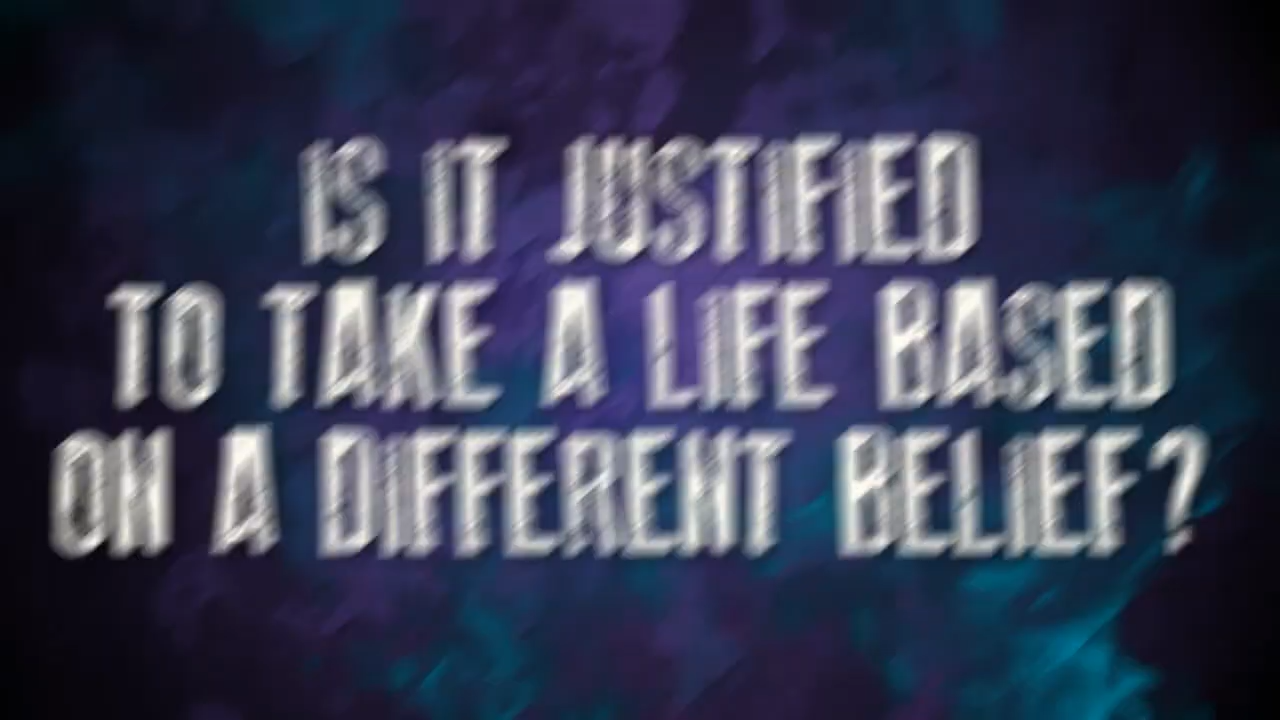 IS IT JUSTIFIED
TO TAKE A LIFE BASED
ON A DIFFERENT BELIEF?